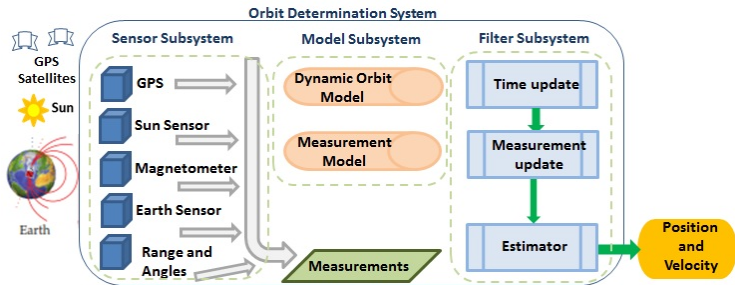 Orbit Determination System
Sensor Subsystem
Model Subsystem
Filter Subsystem
GPS
Satellites
Sun
Earth
GPS
Sun Sensor
Magnetometer
Earth Sensor
Range and
Angles
Dynamic Orbit
Model
Measurement
Model
Measurements
Time update
Measurement
update
Estimator
Position
and
Velocity